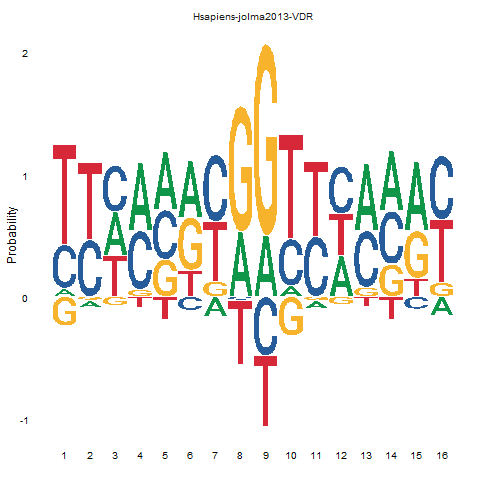 Hsapiens-jolma2013-VDR
2
1
Probability
0
-1
T T C A A A C G G T T C A A A C
C C A C C G T A A C C T C C G T
A G T G G T G C C A G A G G T G
G A G T T C A T T G A G T T C A
1 2 3 4 5 6 7 8 9 10 11 12 13 14 15 16